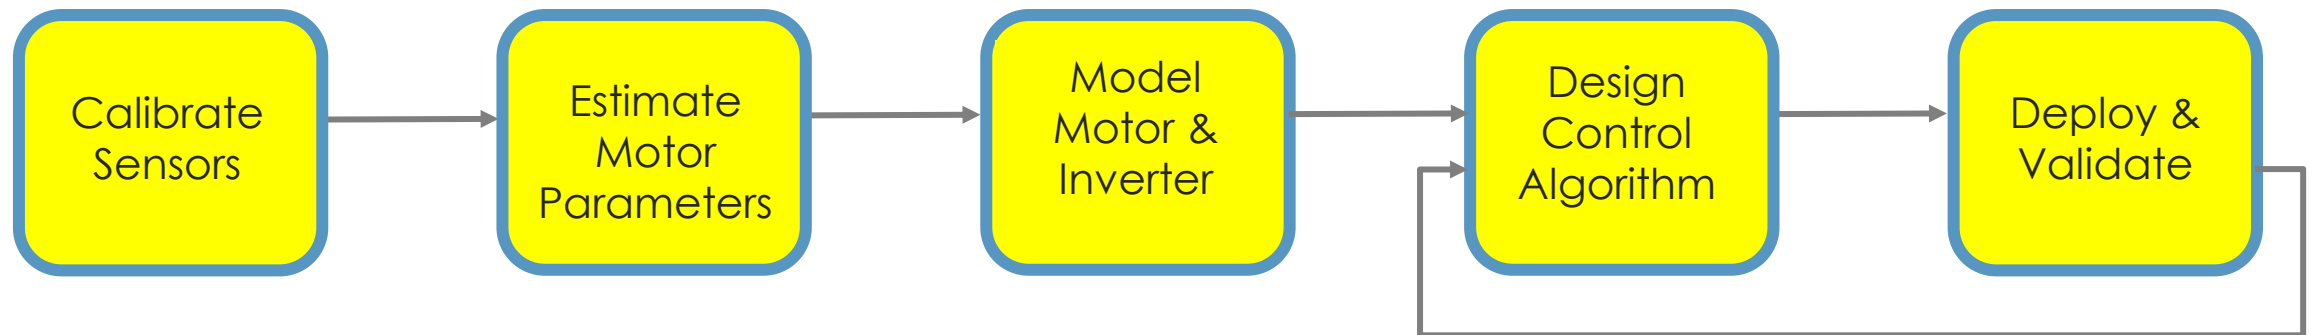 Calibrate
Sensors
Estimate
Motor
Parameters
Model
Motor &
Inverter
Design
Control
Algorithm
Deploy &
Validate